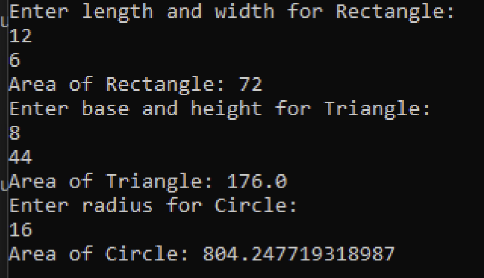 Enter length and width for Rectangle:
12
6
Area of Rectangle: 72
Enter base and height for Triangle:
8
44
Area of Triangle: 176.0
Enter radius for Circle:
16
Area of Circle: 804.247719318987